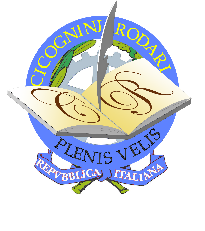 CICOGNINI RODARI
C R
PLENIS VELIS
REPVBBLICA ITALIANA